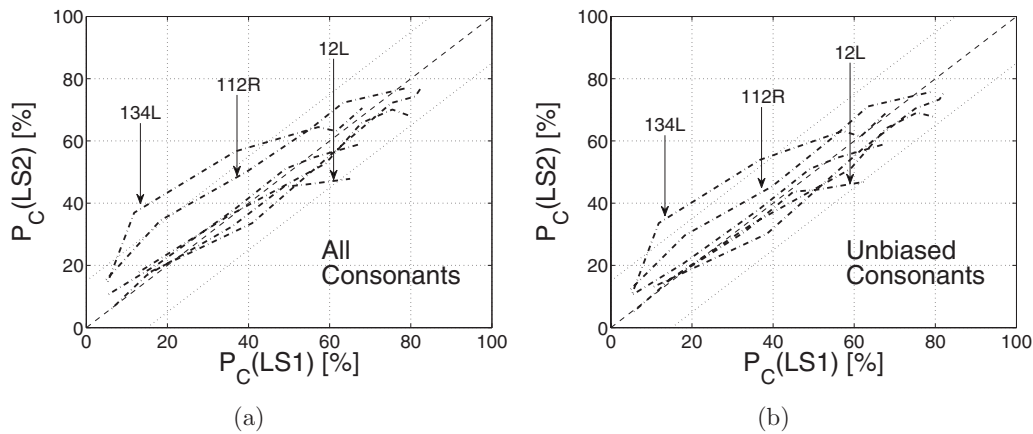 100
80
60
40
20
0
P_C(LS2) [%]
134L
112R
12L
All
Consonants
0 20 40 60 80 100
P_C(LS1) [%]
(a)
100
80
60
40
20
0
P_C(LS2) [%]
134L
112R
12L
Unbiased
Consonants
0 20 40 60 80 100
P_C(LS1) [%]
(b)